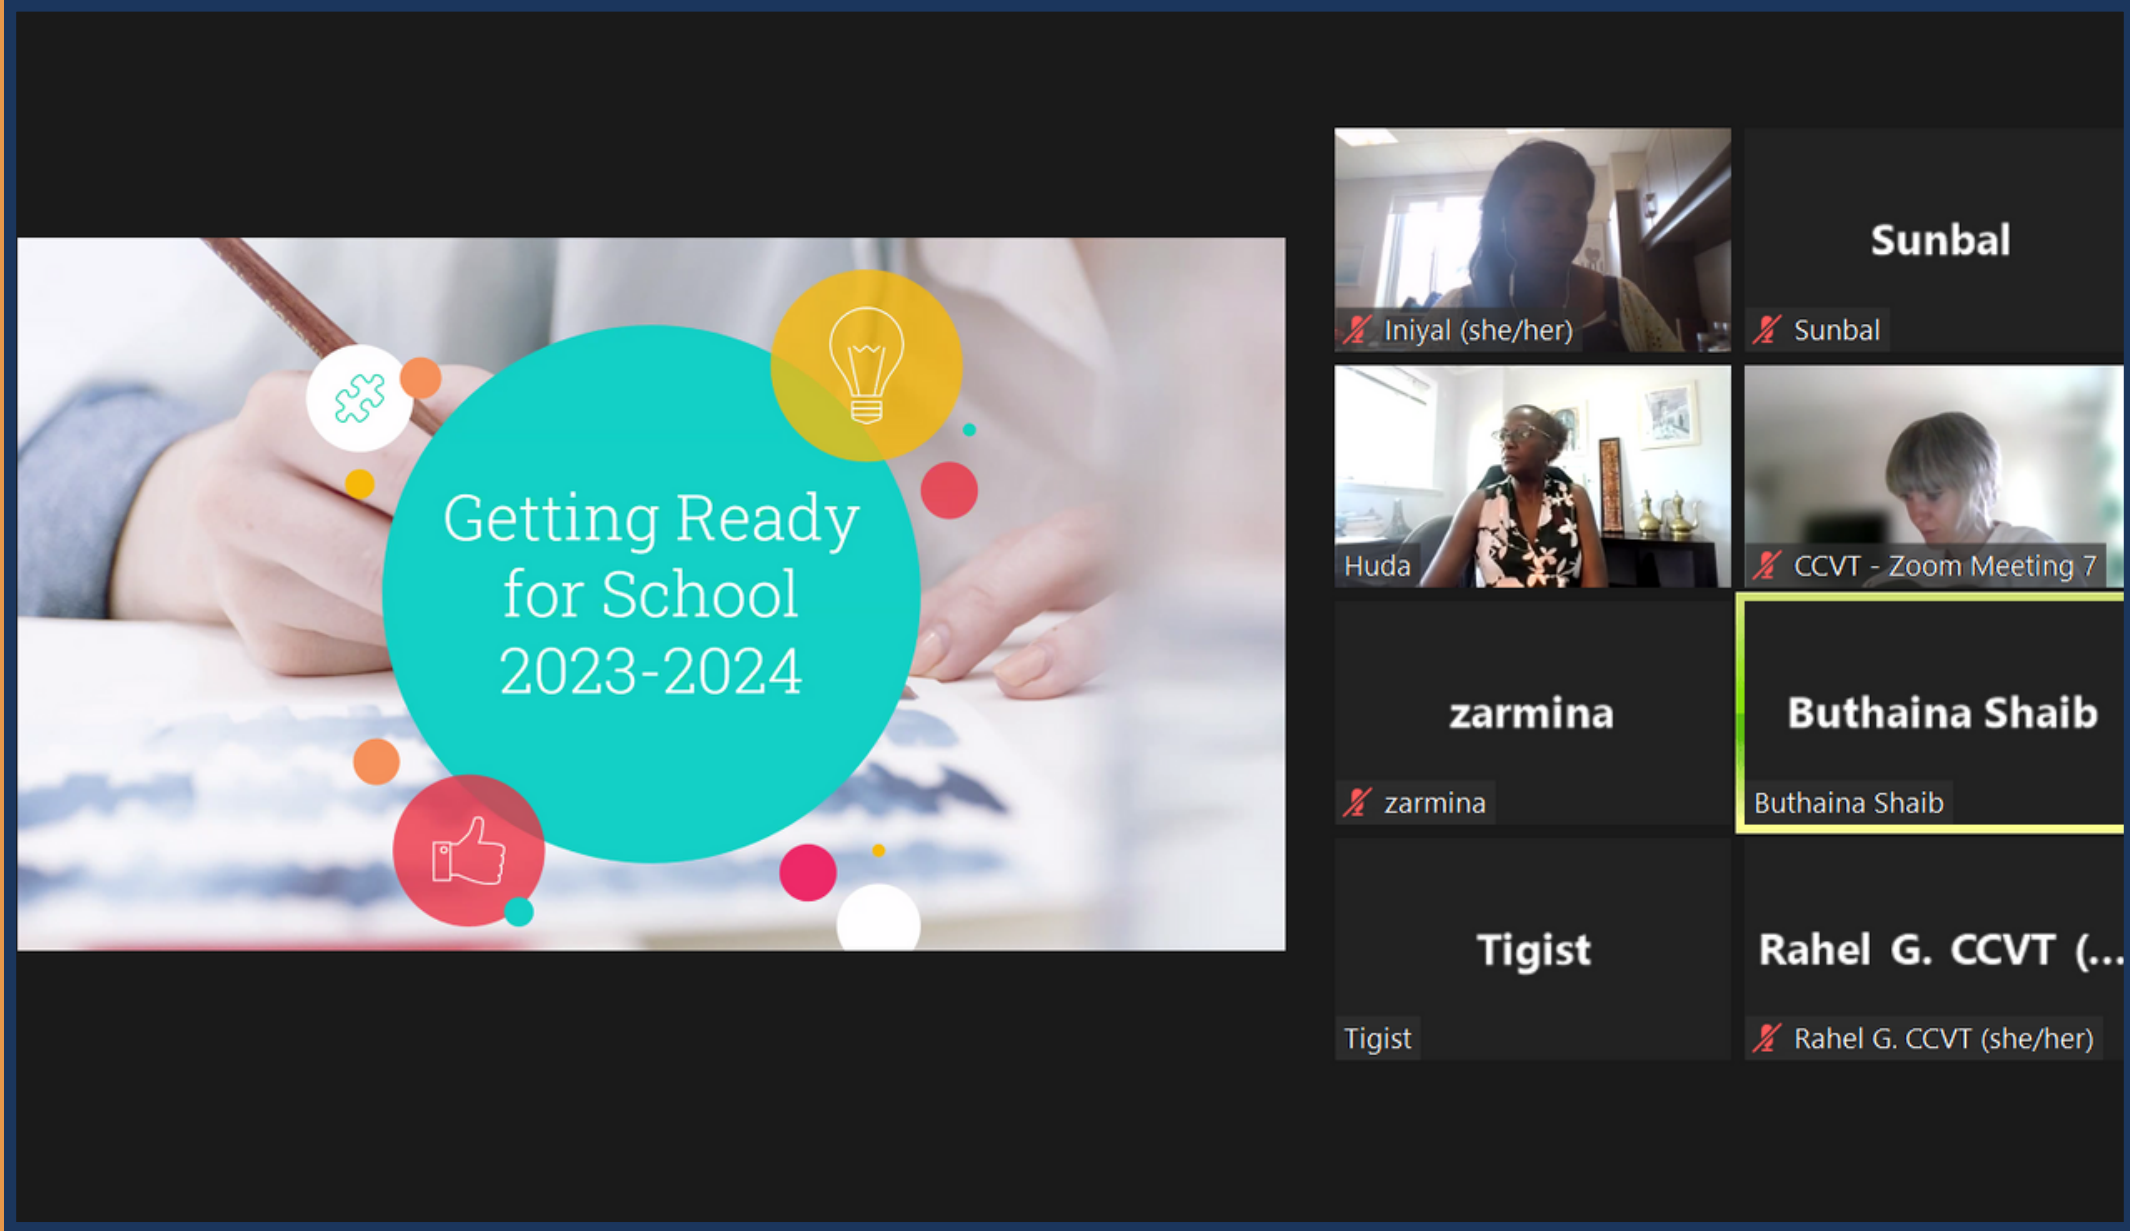 Getting Ready
for School
2023-2024
Iniyal (she/her)
Sunbal
Sunbal
Huda
CCVT - Zoom Meeting 7
zarmina
zarmina
Buthaina Shaib
Buthaina Shaib
Tigist
Tigist
Rahel G. CCVT (...
Rahel G. CCVT (she/her)